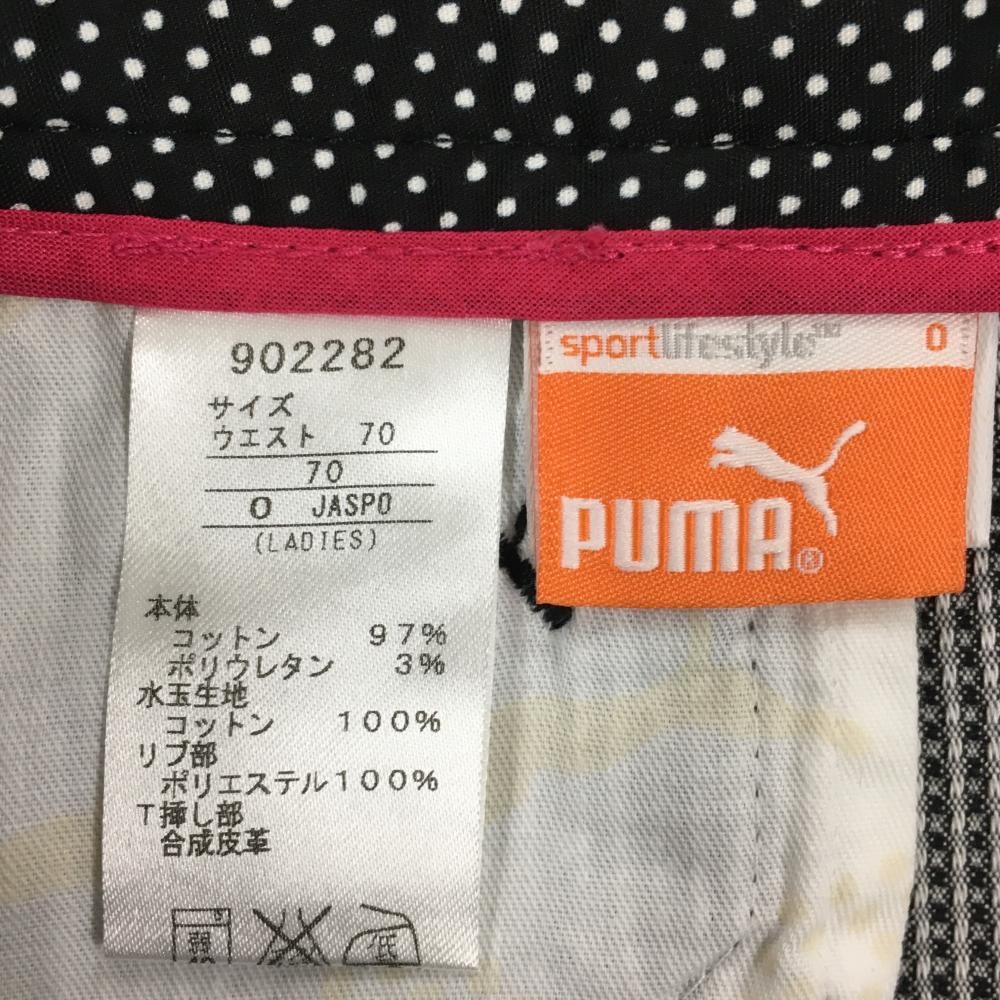 902282
サイズ
ウエスト 70
70
O JASPO
(LADIES)
本体
コットン 97%
ポリウレタン 3%
水玉生地
コットン 100%
リブ部
ポリエステル100%
T挿し部
合成皮革
弱
低
sportlifestyle™ 0
PUMA®